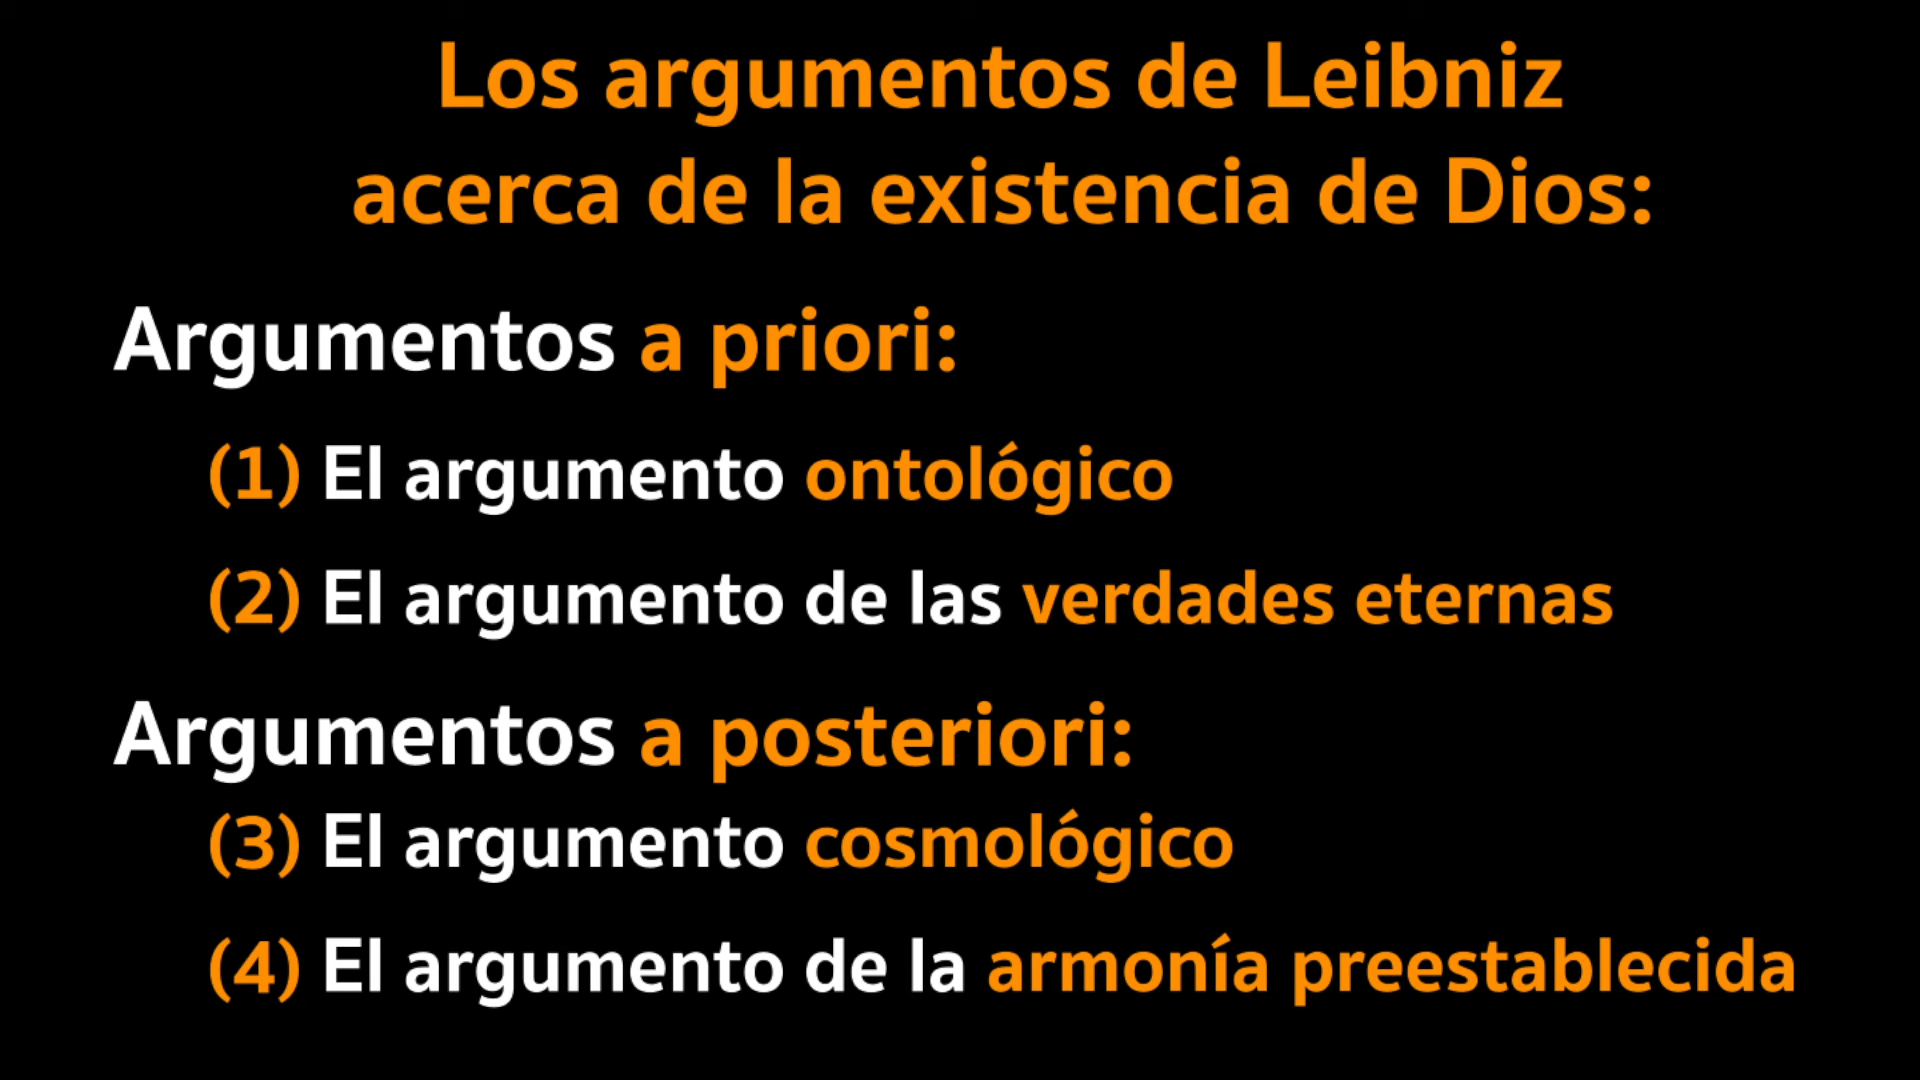 Los argumentos de Leibniz
acerca de la existencia de Dios:
Argumentos a priori:
(1) El argumento ontológico
(2) El argumento de las verdades eternas
Argumentos a posteriori:
(3) El argumento cosmológico
(4) El argumento de la armonía preestablecida